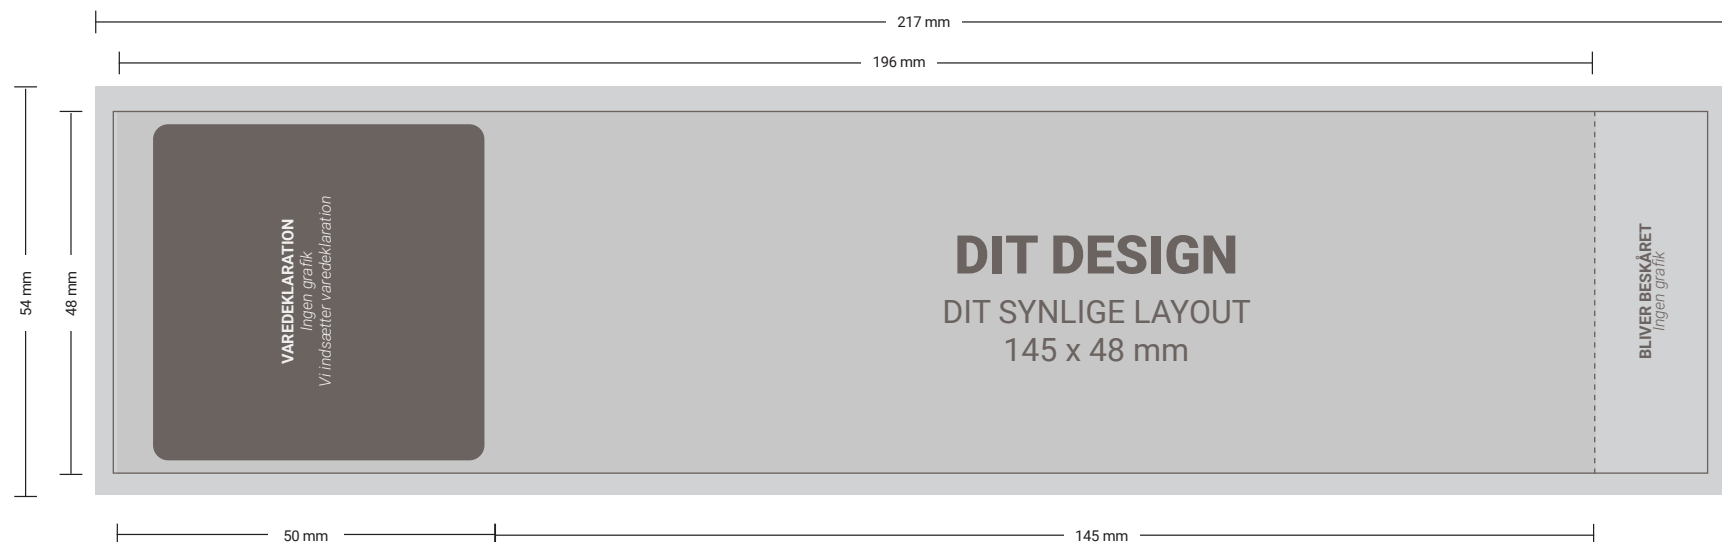 217 mm
196 mm
54 mm
48 mm
VAREDEKLARATION
Ingen grafik
Vi indsætter varedeklaration
DIT DESIGN
DIT SYNLIGE LAYOUT
145 x 48 mm
BLIVER BESKÅRET
Ingen grafik
50 mm
145 mm